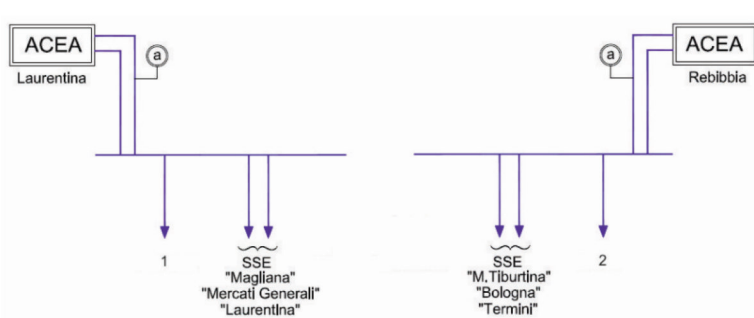 ACEA
Laurentina
a
1
SSE
"Magliana"
"Mercati Generali"
"Laurentina"
ACEA
Rebibbia
a
SSE
"M.Tiburtina"
"Bologna"
"Termini"
2